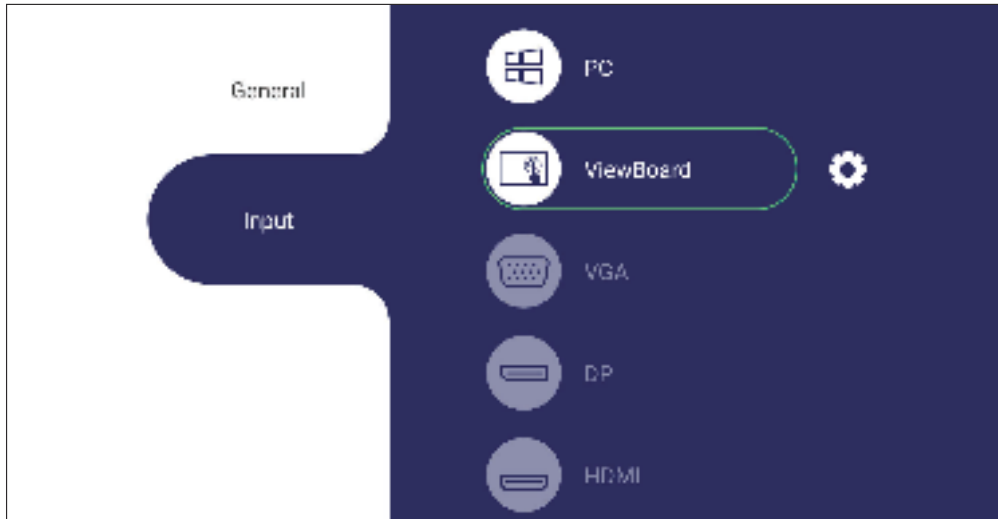 General
Input
PC
ViewBoard
VGA
DP
HDMI